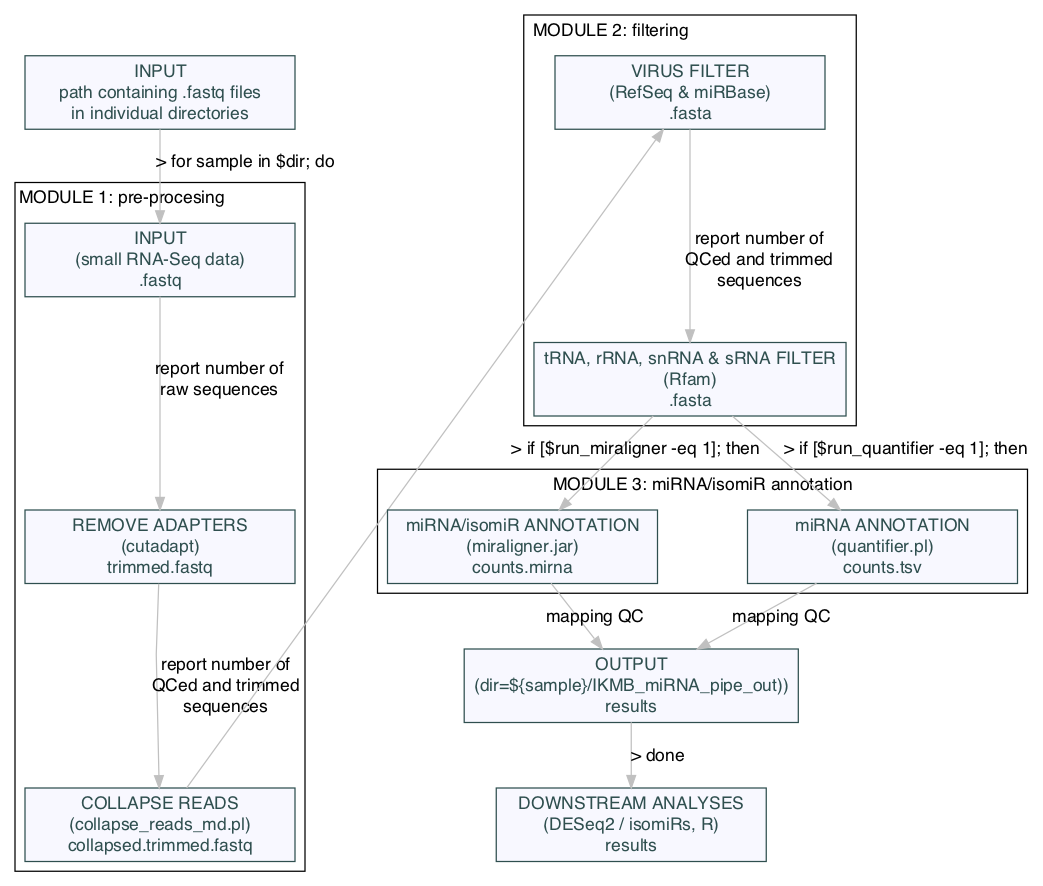 INPUT
path containing .fastq files
in individual directories
> for sample in $dir; do
MODULE 1: pre-procesing
INPUT
(small RNA-Seq data)
.fastq
report number of
raw sequences
REMOVE ADAPTERS
(cutadapt)
trimmed.fastq
report number of
QCed and trimmed
sequences
COLLAPSE READS
(collapse_reads_md.pl)
collapsed.trimmed.fastq
MODULE 2: filtering
VIRUS FILTER
(RefSeq & miRBase)
.fasta
report number of
QCed and trimmed
sequences
tRNA, rRNA, snRNA & sRNA FILTER
(Rfam)
.fasta
> if [$run_miraligner -eq 1]; then
> if [$run_quantifier -eq 1]; then
MODULE 3: miRNA/isomiR annotation
miRNA/isomiR ANNOTATION
(miraligner.jar)
counts.mirna
miRNA ANNOTATION
(quantifier.pl)
counts.tsv
mapping QC
mapping QC
OUTPUT
(dir=${sample}/IKMB_miRNA_pipe_out))
results
> done
DOWNSTREAM ANALYSES
(DESeq2 / isomiRs, R)
results